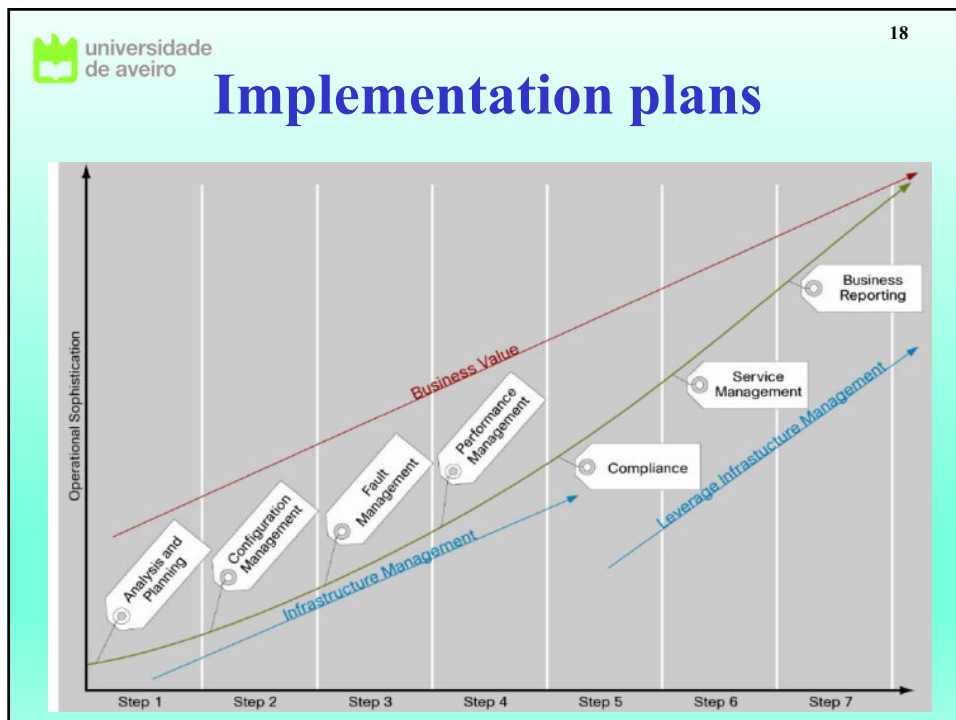 18
universidade
de aveiro
Implementation plans
Operational Sophistication
Business Value
Analysis and
Planning
Configuration
Management
Fault
Management
Performance
Management
Compliance
Service
Management
Business
Reporting
Infrastructure Management
Leverage Infrastucture Management
Step 1
Step 2
Step 3
Step 4
Step 5
Step 6
Step 7